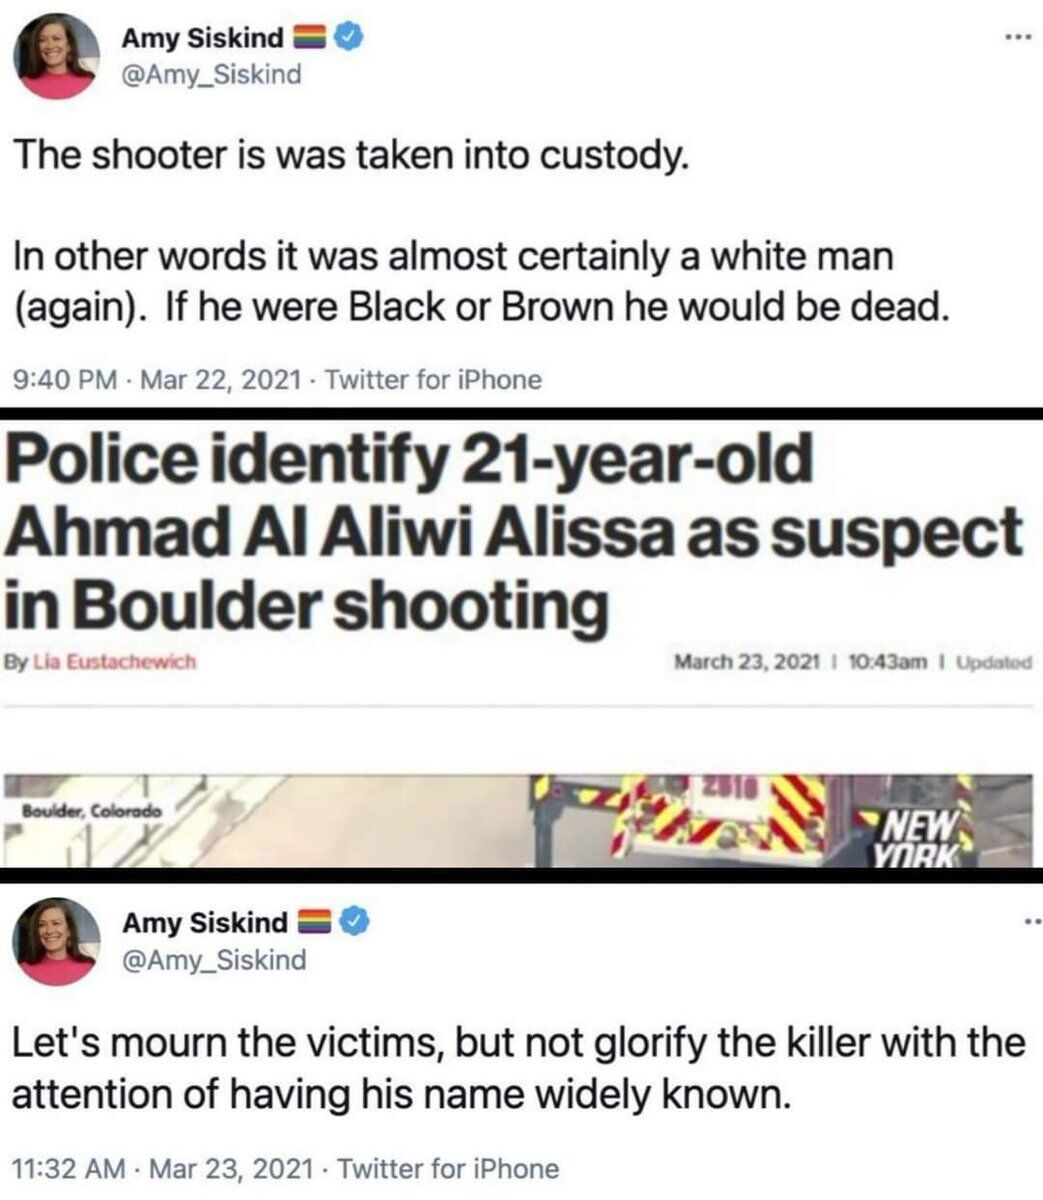 Amy Siskind
@Amy_Siskind
The shooter is was taken into custody.
In other words it was almost certainly a white man
(again). If he were Black or Brown he would be dead.
9:40 PM · Mar 22, 2021 · Twitter for iPhone
Police identify 21-year-old
Ahmad Al Aliwi Alissa as suspect
in Boulder shooting
By Lia Eustachewich
March 23, 2021 | 10:43am | Updated
Boulder, Colorado
2516
NEW
YORK
Amy Siskind
@Amy_Siskind
Let's mourn the victims, but not glorify the killer with the
attention of having his name widely known.
11:32 AM · Mar 23, 2021 · Twitter for iPhone